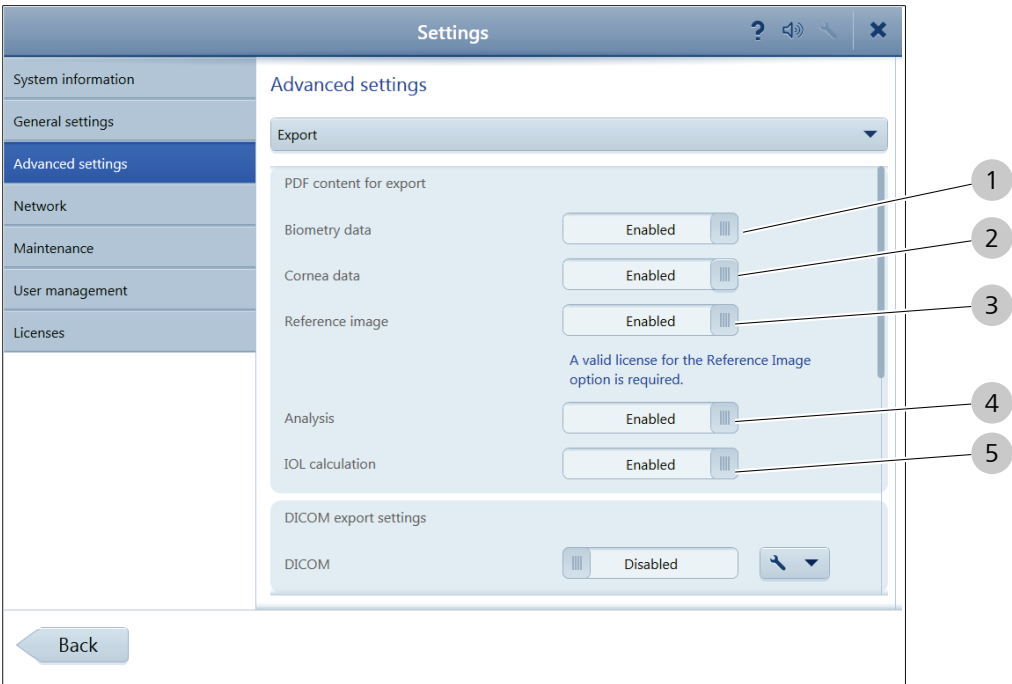 Settings
?
System information
General settings
Advanced settings
Network
Maintenance
User management
Licenses
Advanced settings
Export
PDF content for export
Biometry data Enabled
Cornea data Enabled
Reference image Enabled
A valid license for the Reference Image
option is required.
Analysis Enabled
IOL calculation Enabled
DICOM export settings
DICOM Disabled
Back
1
2
3
4
5